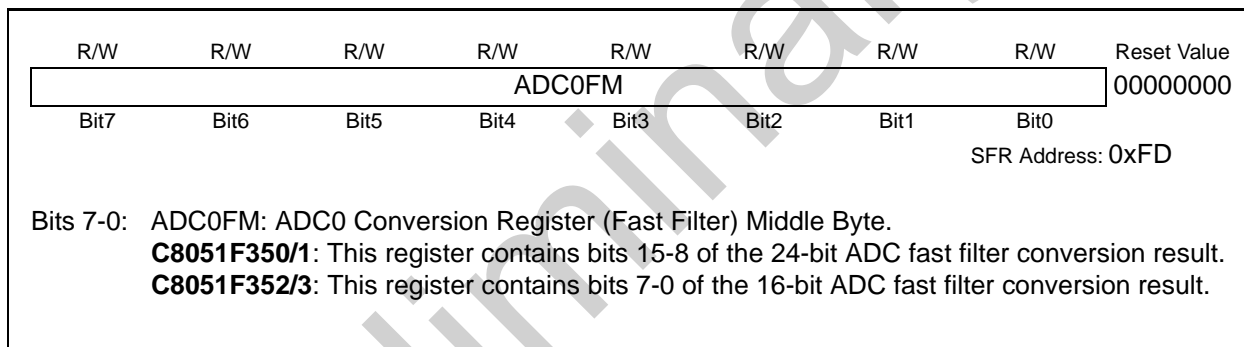 R/W R/W R/W R/W R/W R/W R/W R/W Reset Value
ADC0FM 00000000
Bit7 Bit6 Bit5 Bit4 Bit3 Bit2 Bit1 Bit0
SFR Address: 0xFD
Bits 7-0: ADC0FM: ADC0 Conversion Register (Fast Filter) Middle Byte.
C8051F350/1: This register contains bits 15-8 of the 24-bit ADC fast filter conversion result.
C8051F352/3: This register contains bits 7-0 of the 16-bit ADC fast filter conversion result.